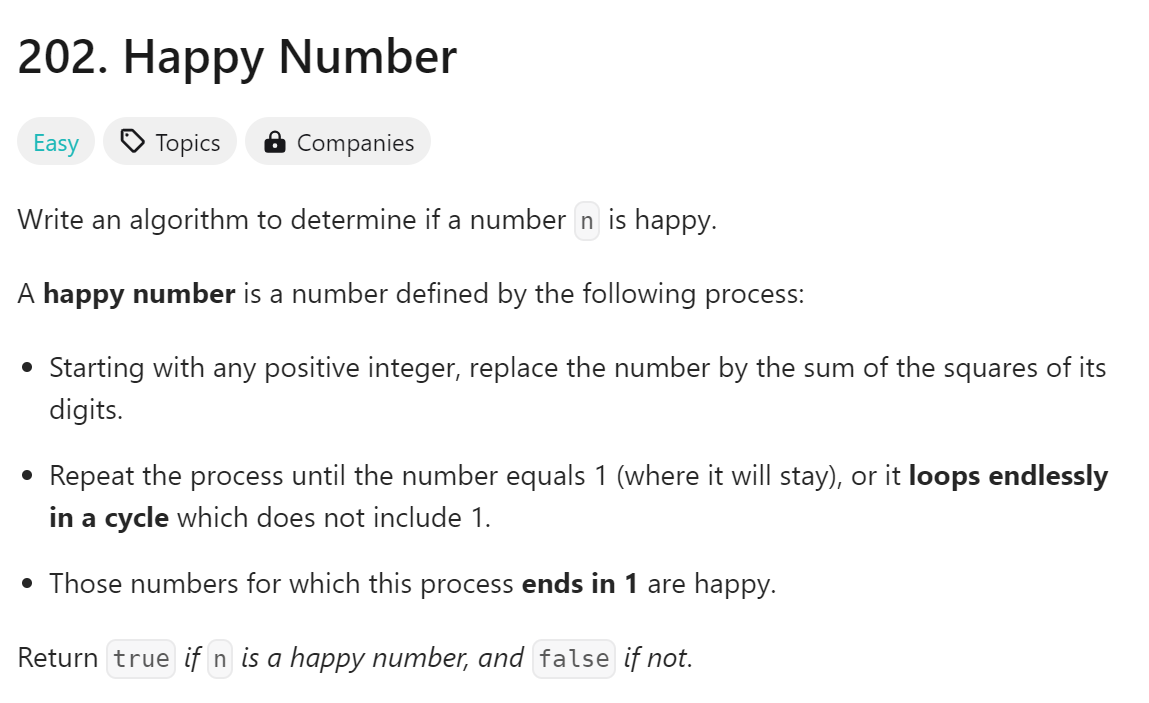 202. Happy Number
Easy Topics Companies
Write an algorithm to determine if a number n is happy.
A happy number is a number defined by the following process:
• Starting with any positive integer, replace the number by the sum of the squares of its
digits.
• Repeat the process until the number equals 1 (where it will stay), or it loops endlessly
in a cycle which does not include 1.
• Those numbers for which this process ends in 1 are happy.
Return true if n is a happy number, and false if not.